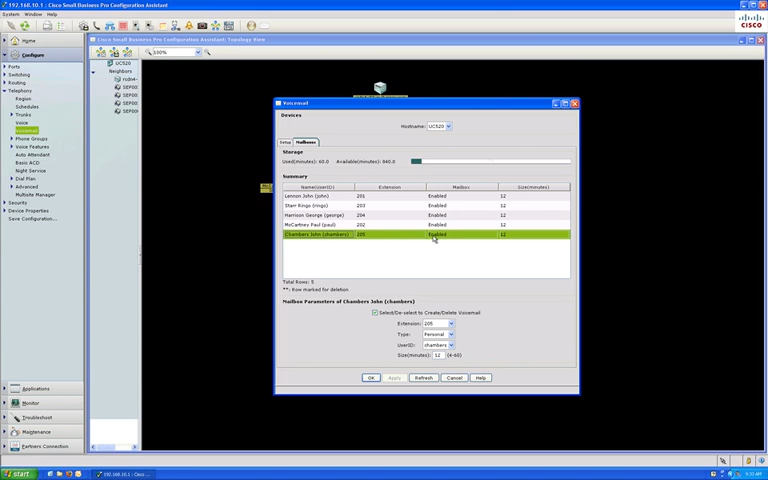 192.168.10.1 - Cisco Small Business Pro Configuration Assistant
System Window Help
CISCO
Home
Configure
Ports
Switching
Routing
Telephony
Region
Schedules
Trunks
Voice
Voicemail
Phone Groups
Voice Features
Auto Attendant
Basic ACD
Night Service
Dial Plan
Advanced
Multisite Manager
Security
Device Properties
Save Configuration...
Applications
Monitor
Troubleshoot
Maintenance
Partners Connection
Cisco Small Business Pro Configuration Assistant: Topology View
100%
UC520
Neighbors
rcdn4-
SEP00
SEP00
SEP00
SEP00
Voicemail
Devices
Hostname: UC520
Setup Mailboxes
Storage
Used(minutes): 60.0 Available(minutes): 840.0
Summary
Name(UserID) Extension Mailbox Size(minutes)
Lennon John (john) 201 Enabled 12
Starr Ringo (ringo) 203 Enabled 12
Harrison George (george) 204 Enabled 12
McCartney Paul (paul) 202 Enabled 12
Chambers John (chambers) 205 Enabled 12
Total Rows: 5
**: Row marked for deletion
Mailbox Parameters of Chambers John (chambers)
Select/De-select to Create/Delete Voicemail
Extension: 205
Type: Personal
UserID: chambers
Size(minutes): 12 (4-60)
OK Apply Refresh Cancel Help
start
192.168.10.1 : Cisco ...